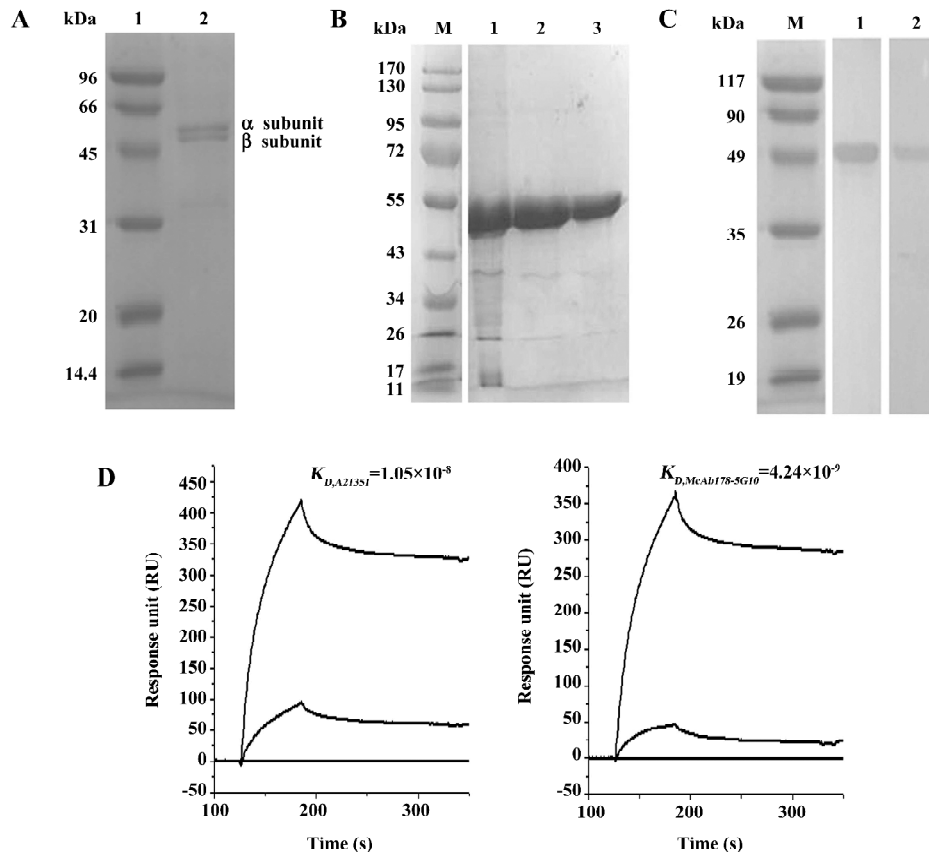 A
kDa 1 2
96
66
45
31
20
14.4
α subunit
β subunit
B
kDa M 1 2 3
170
130
95
72
55
43
34
26
17
11
C
kDa M 1 2
117
90
49
35
26
19
D
K_{D,A21351}=1.05×10⁻⁸
Response unit (RU)
450
400
350
300
250
200
150
100
50
0
-50
100 200 300
Time (s)
K_{D,McAb178-5G10}=4.24×10⁻⁹
Response unit (RU)
400
350
300
250
200
150
100
50
0
-50
100 200 300
Time (s)